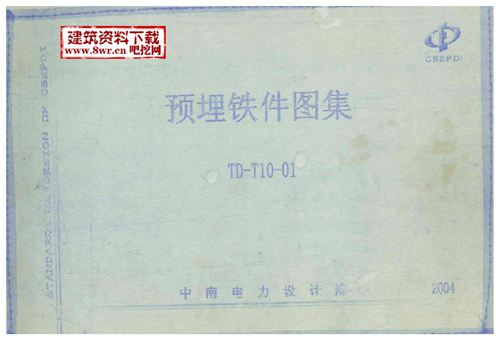 建筑资料下载
www.8wr.cn吧挖网
CSEPDI
预埋铁件图集
TD-T10-01
中南电力设计院
2004